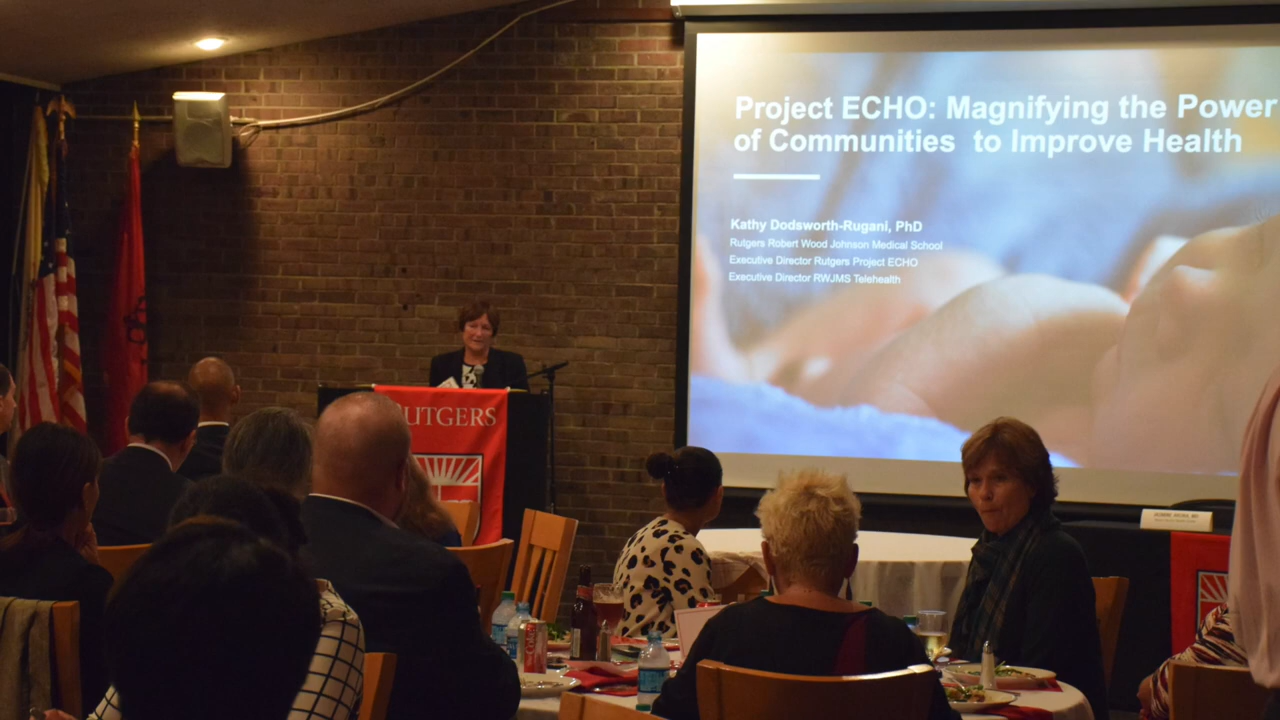 Project ECHO: Magnifying the Power
of Communities to Improve Health
Kathy Dodsworth-Rugani, PhD
Rutgers Robert Wood Johnson Medical School
Executive Director Rutgers Project ECHO
Executive Director RWJMS Telehealth
RUTGERS